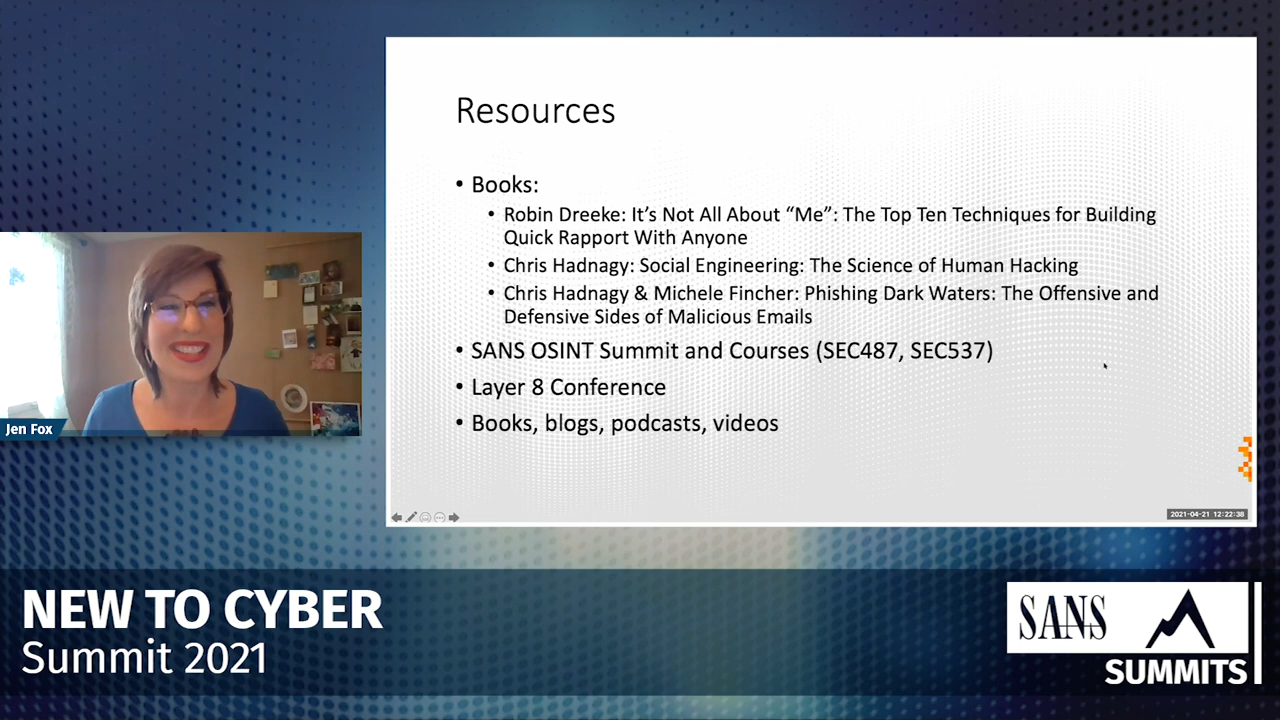 Resources
• Books:
• Robin Dreeke: It's Not All About “Me”: The Top Ten Techniques for Building
Quick Rapport With Anyone
• Chris Hadnagy: Social Engineering: The Science of Human Hacking
• Chris Hadnagy & Michele Fincher: Phishing Dark Waters: The Offensive and
Defensive Sides of Malicious Emails
• SANS OSINT Summit and Courses (SEC487, SEC537)
• Layer 8 Conference
• Books, blogs, podcasts, videos
2021-04-21 12:22:38
Jen Fox
NEW TO CYBER
Summit 2021
SANS
SUMMITS